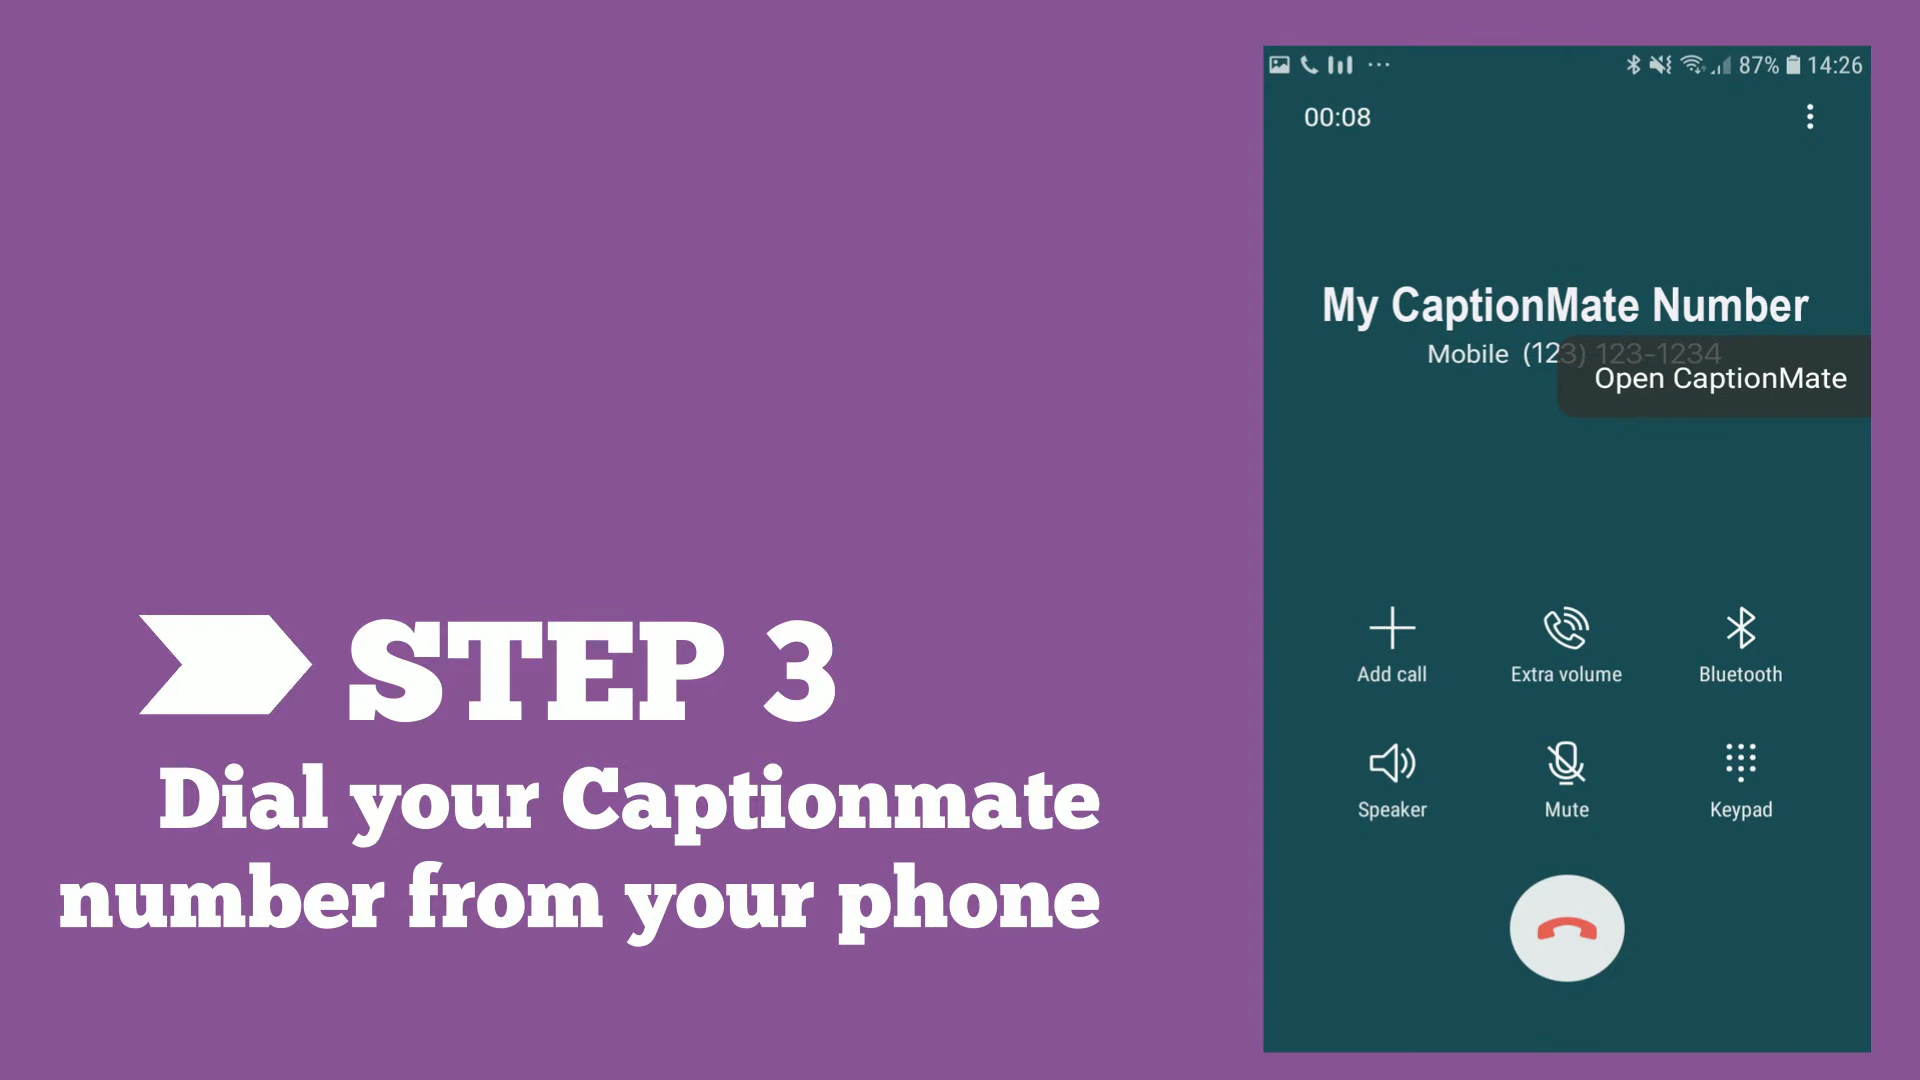 STEP 3
Dial your Captionmate
number from your phone
87% 14:26
00:08
My CaptionMate Number
Mobile (123) 123-1234
Open CaptionMate
Add call Extra volume Bluetooth
Speaker Mute Keypad